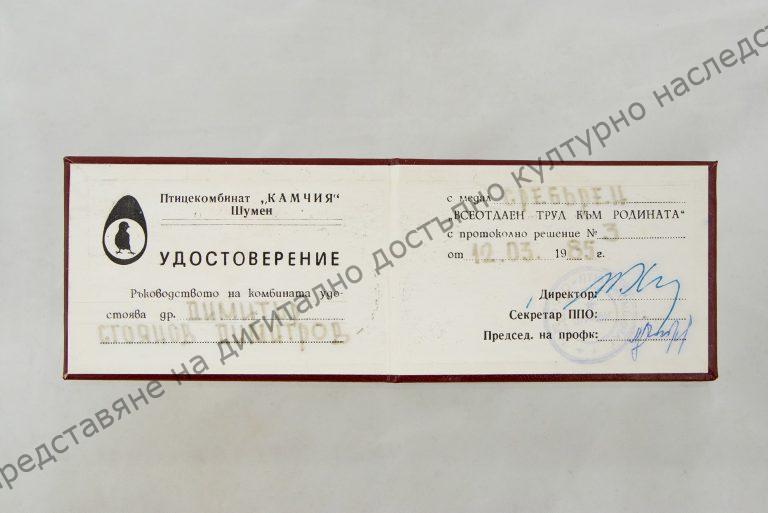 Птицекомбинат „КАМЧИЯ“
Шумен
УДОСТОВЕРЕНИЕ
Ръководството на комбината удо-
стоява др. ДИМИТЪР
СТОЯНОВ ДИМИТРОВ
с медал СРЕБЪРЕН
„ВСЕОТДАЕН ТРУД КЪМ РОДИНАТА“
с протоколно решение № 3
от 12.03. 1985 г.
Директор:
Секретар ППО:
Председ. на профк:
представяне на дигитално достъпно културно наследст